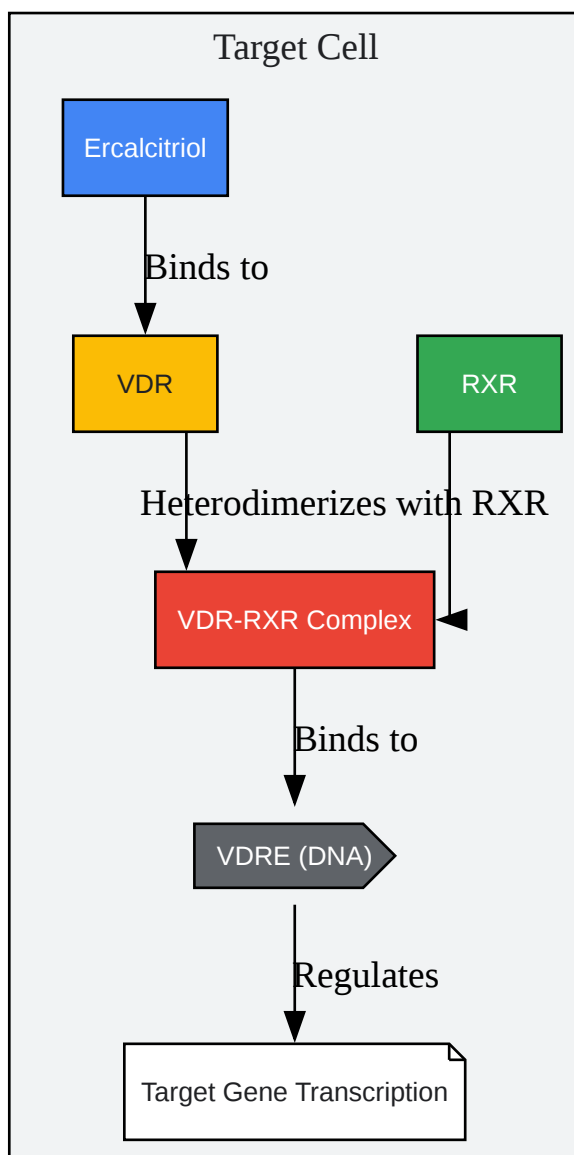 Target Cell
Ercalcitriol
Binds to
VDR
RXR
Heterodimerizes with RXR
VDR-RXR Complex
Binds to
VDRE (DNA)
Regulates
Target Gene Transcription